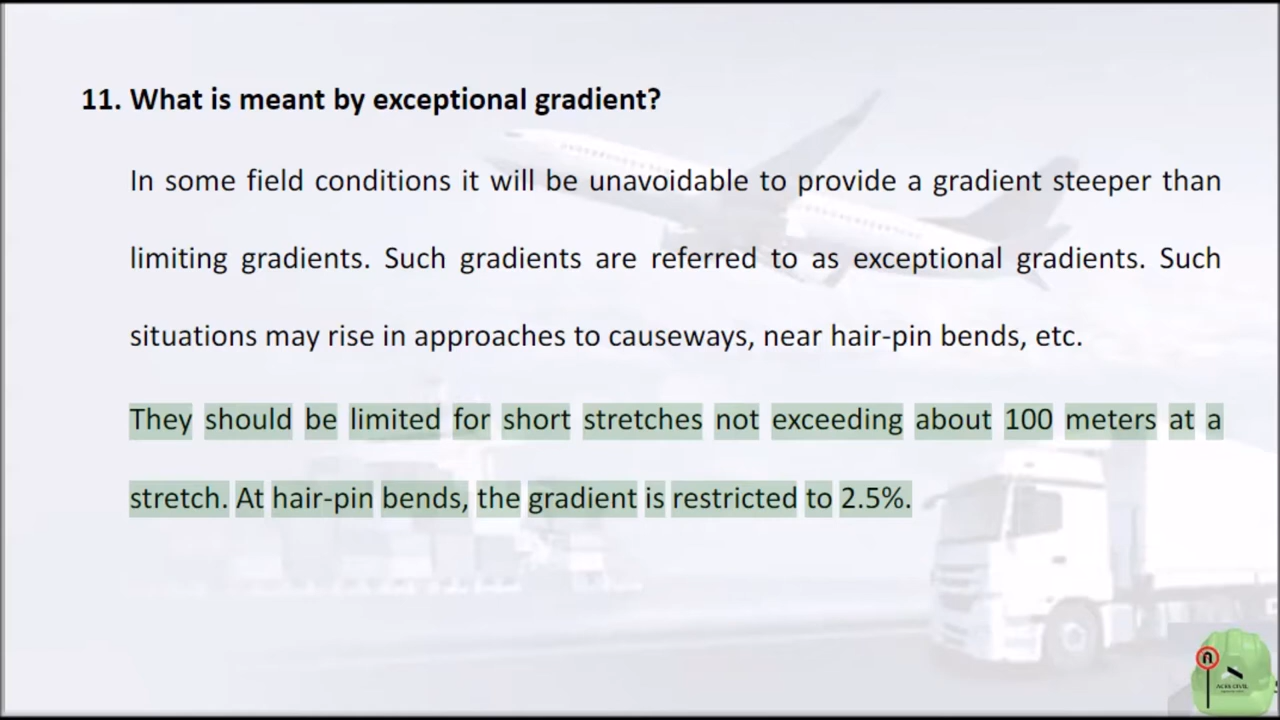 11. What is meant by exceptional gradient?
In some field conditions it will be unavoidable to provide a gradient steeper than
limiting gradients. Such gradients are referred to as exceptional gradients. Such
situations may rise in approaches to causeways, near hair-pin bends, etc.
They should be limited for short stretches not exceeding about 100 meters at a
stretch. At hair-pin bends, the gradient is restricted to 2.5%.